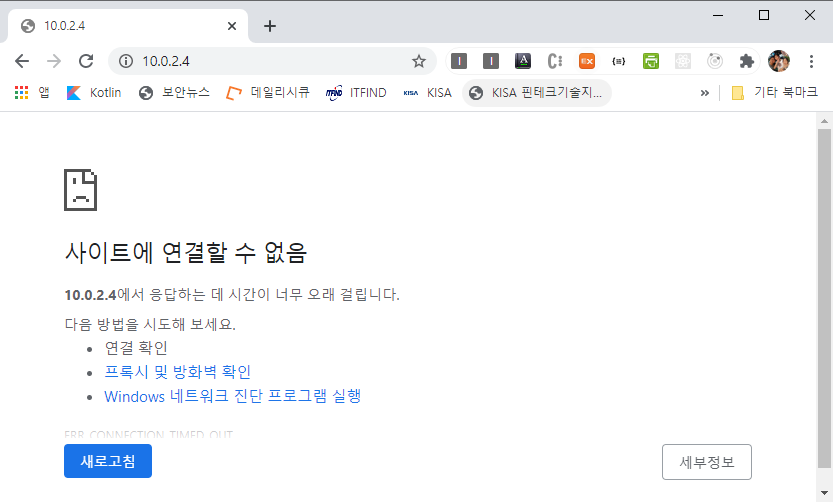 10.0.2.4
10.0.2.4
앱 Kotlin 보안뉴스 데일리시큐 ITFIND KISA KISA 핀테크기술지... » 기타 북마크
사이트에 연결할 수 없음
10.0.2.4에서 응답하는 데 시간이 너무 오래 걸립니다.
다음 방법을 시도해 보세요.
• 연결 확인
• 프록시 및 방화벽 확인
• Windows 네트워크 진단 프로그램 실행
ERR_CONNECTION_TIMED_OUT
새로고침 세부정보